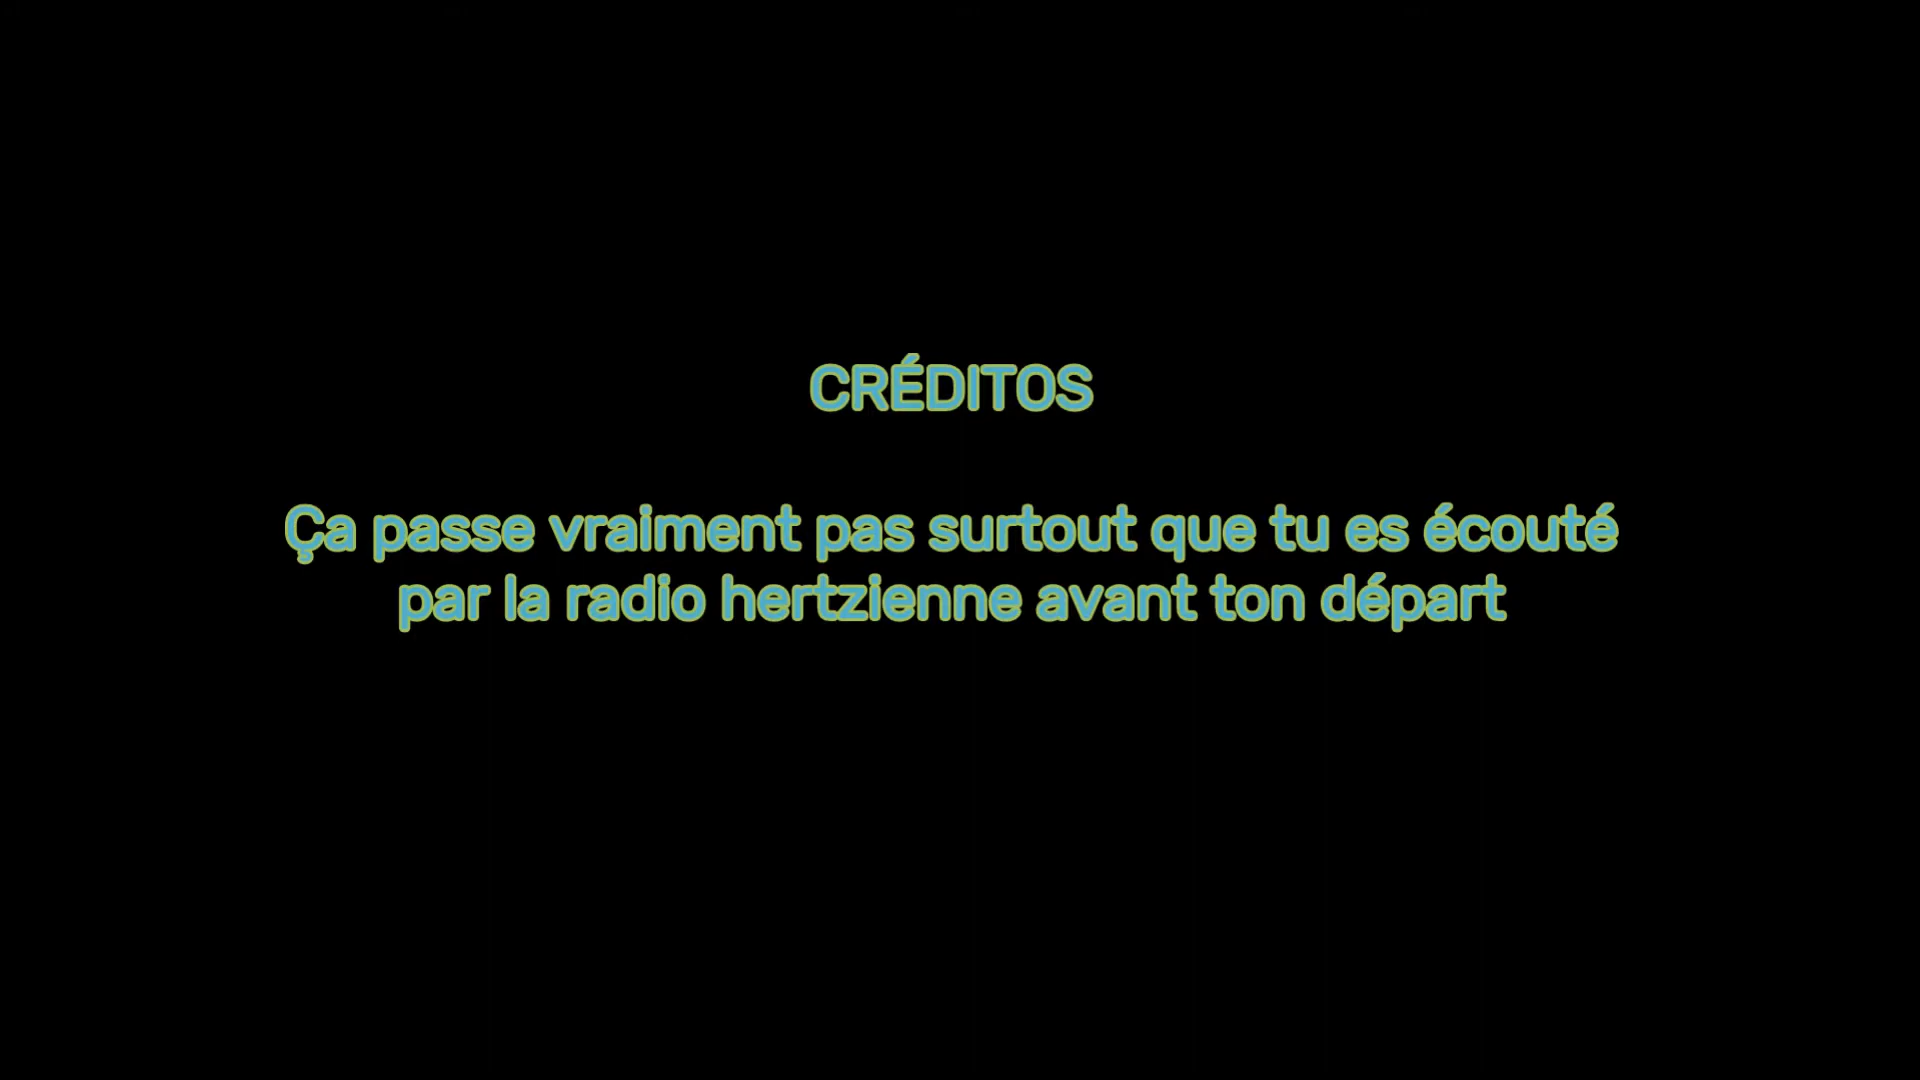 CRÉDITOS
Ça passe vraiment pas surtout que tu es écouté
par la radio hertzienne avant ton départ